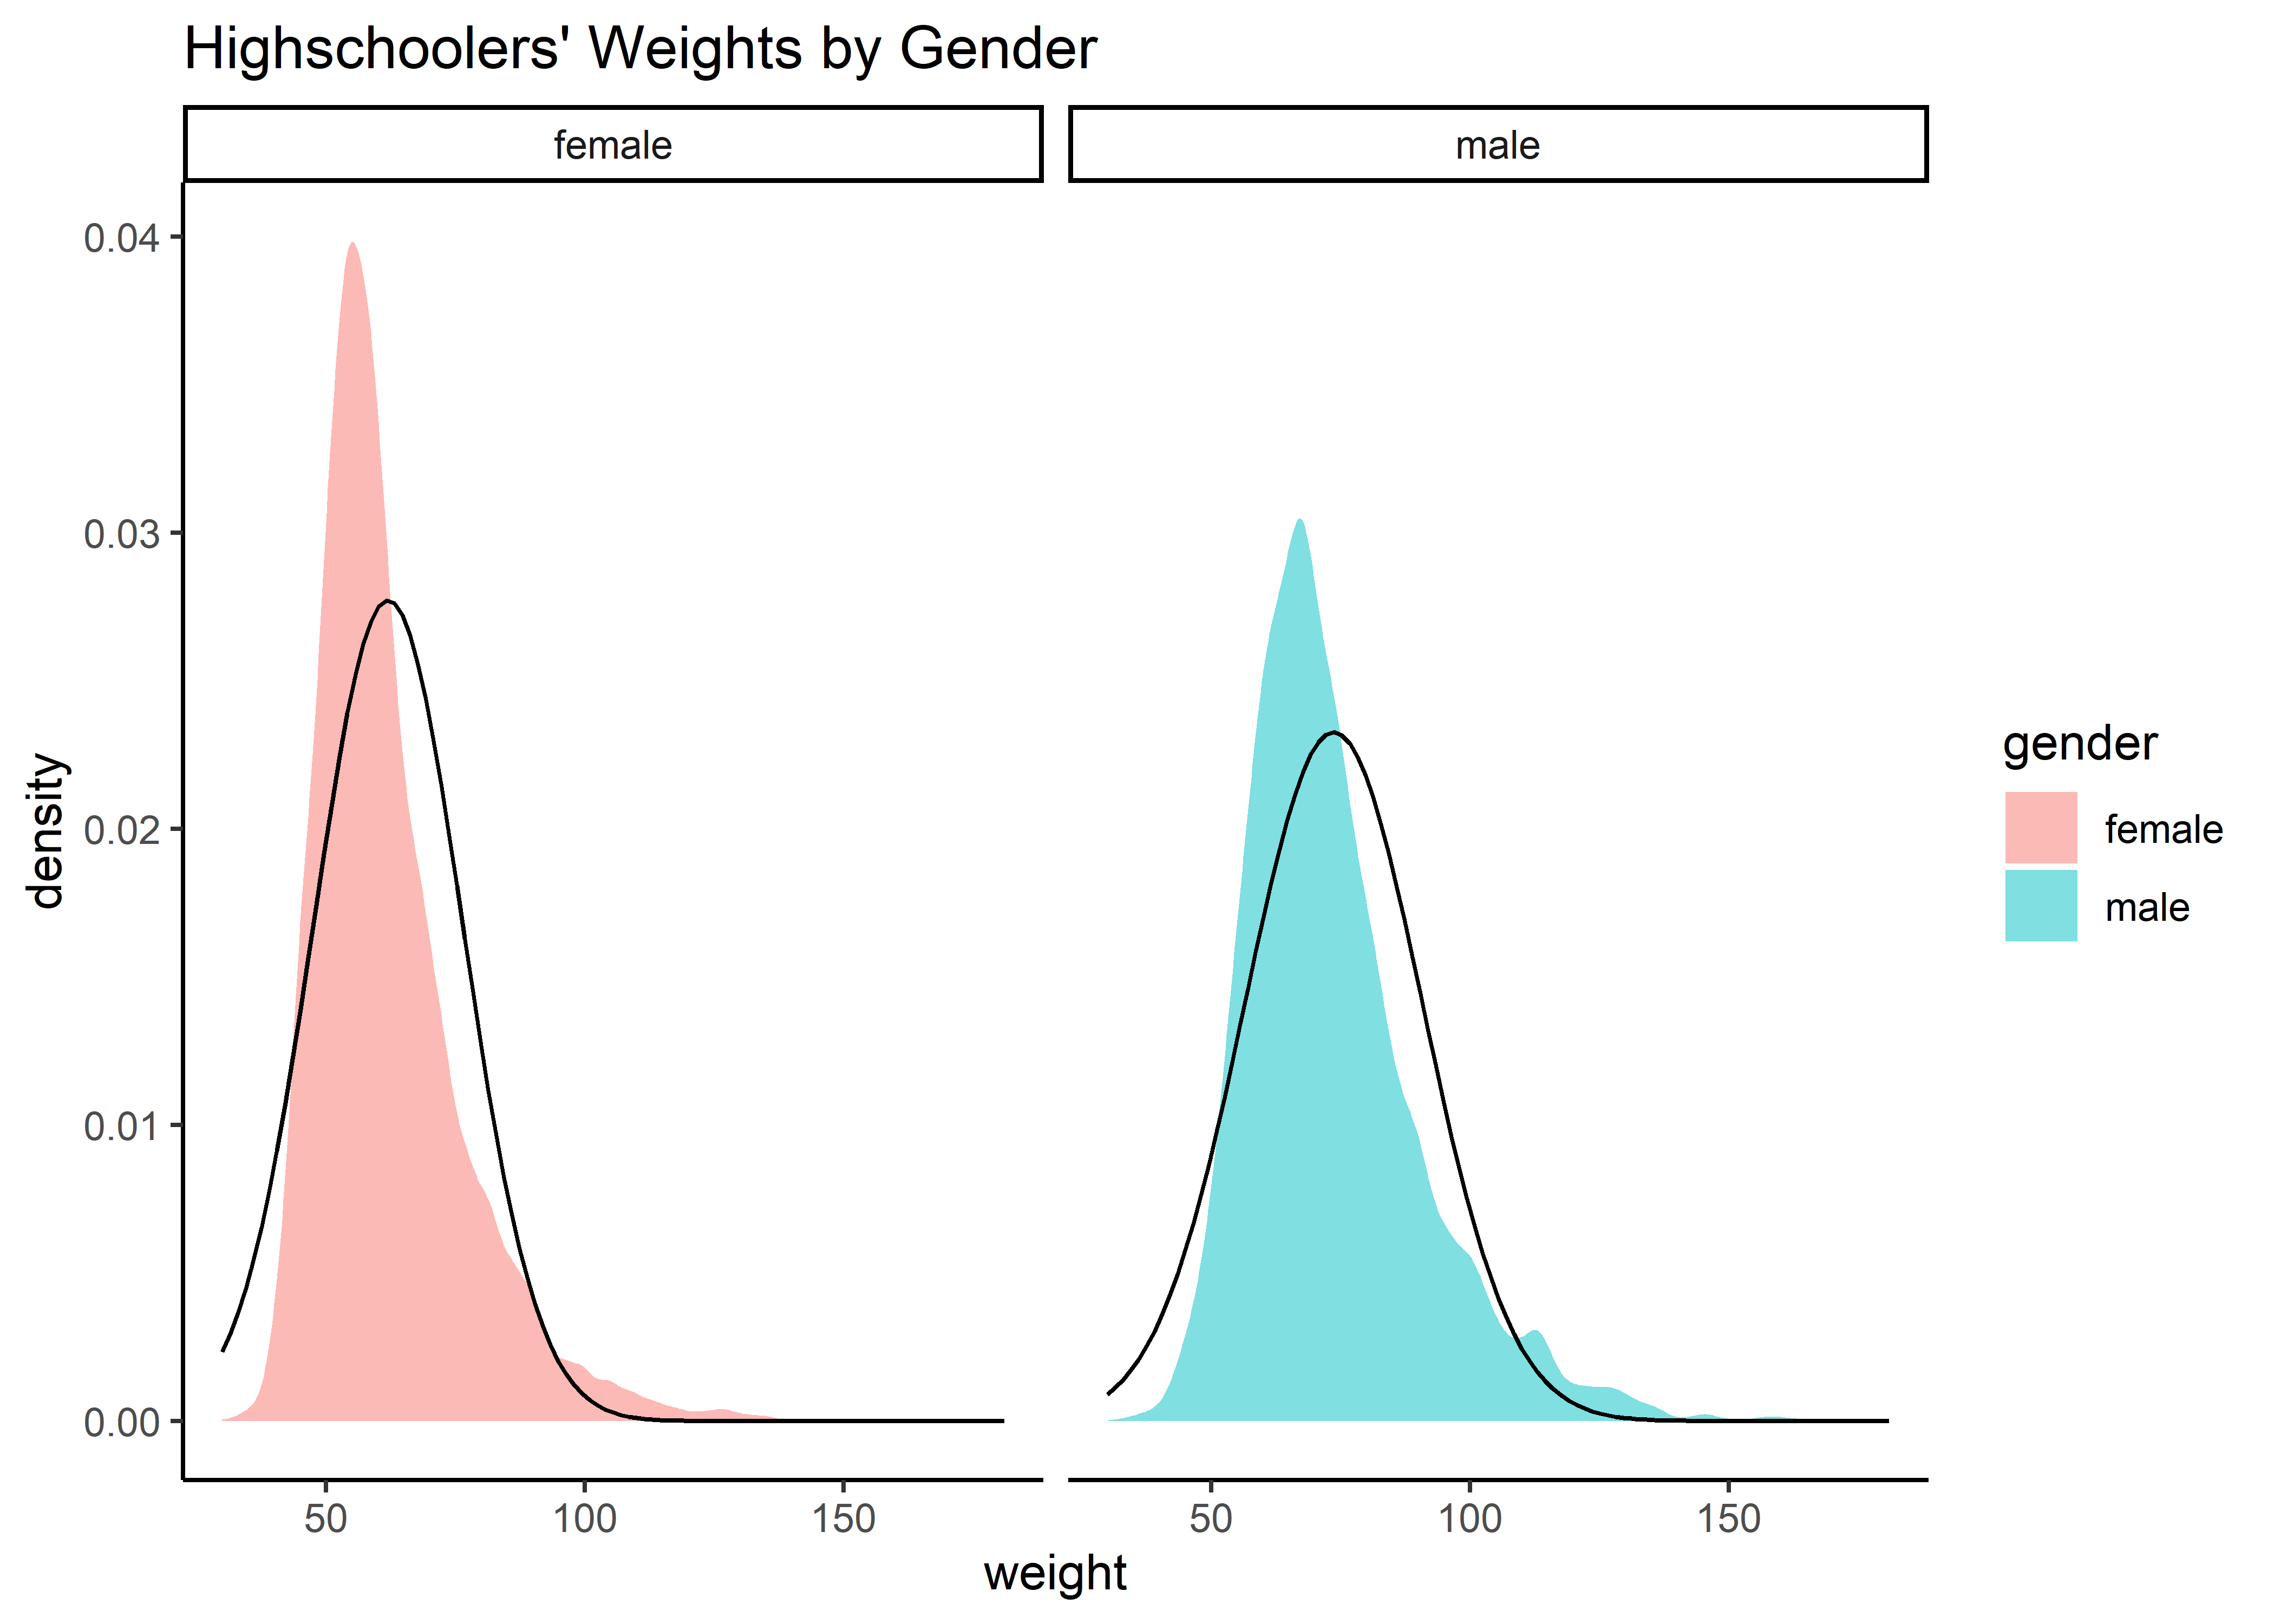 Highschoolers' Weights by Gender
female
male
0.04
0.03
0.02
0.01
0.00
density
50
100
150
50
100
150
weight
gender
female
male